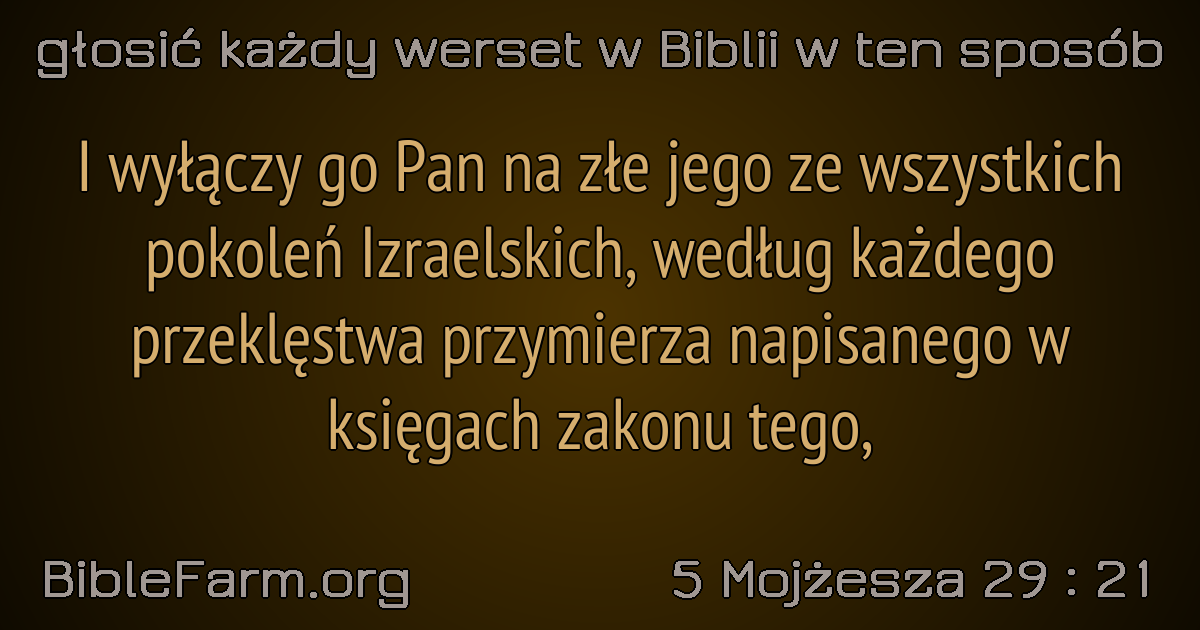 głosić każdy werset w Biblii w ten sposób
I wyłączy go Pan na złe jego ze wszystkich
pokoleń Izraelskich, według każdego
przeklęstwa przymierza napisanego w
księgach zakonu tego,
BibleFarm.org
5 Mojżesza 29 : 21